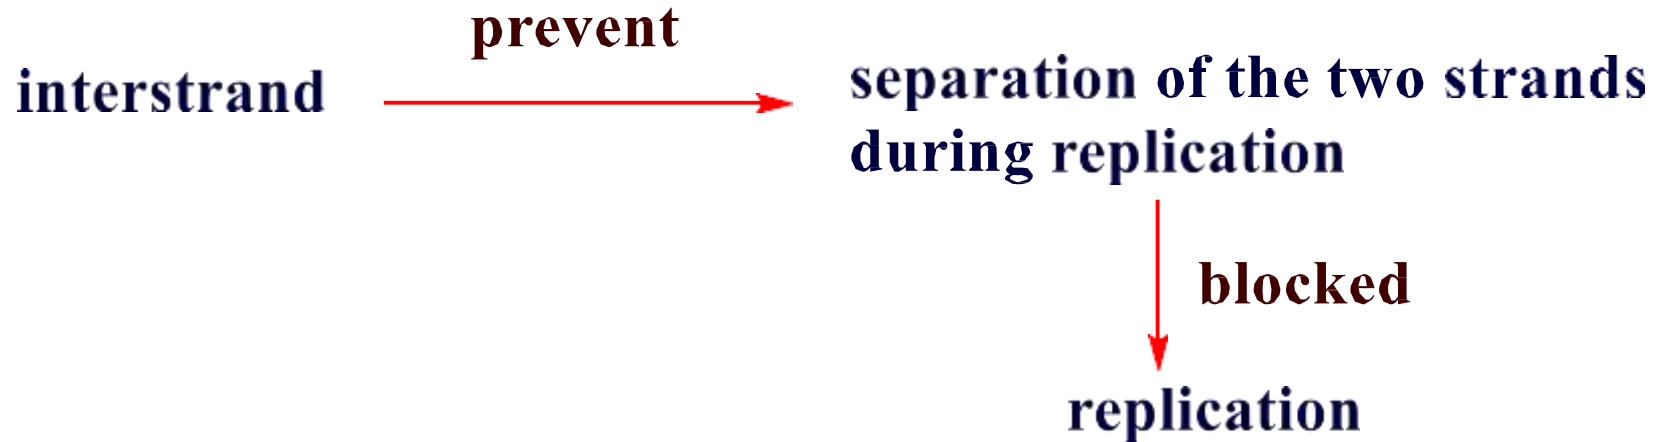 prevent
interstrand
separation of the two strands
during replication
blocked
replication